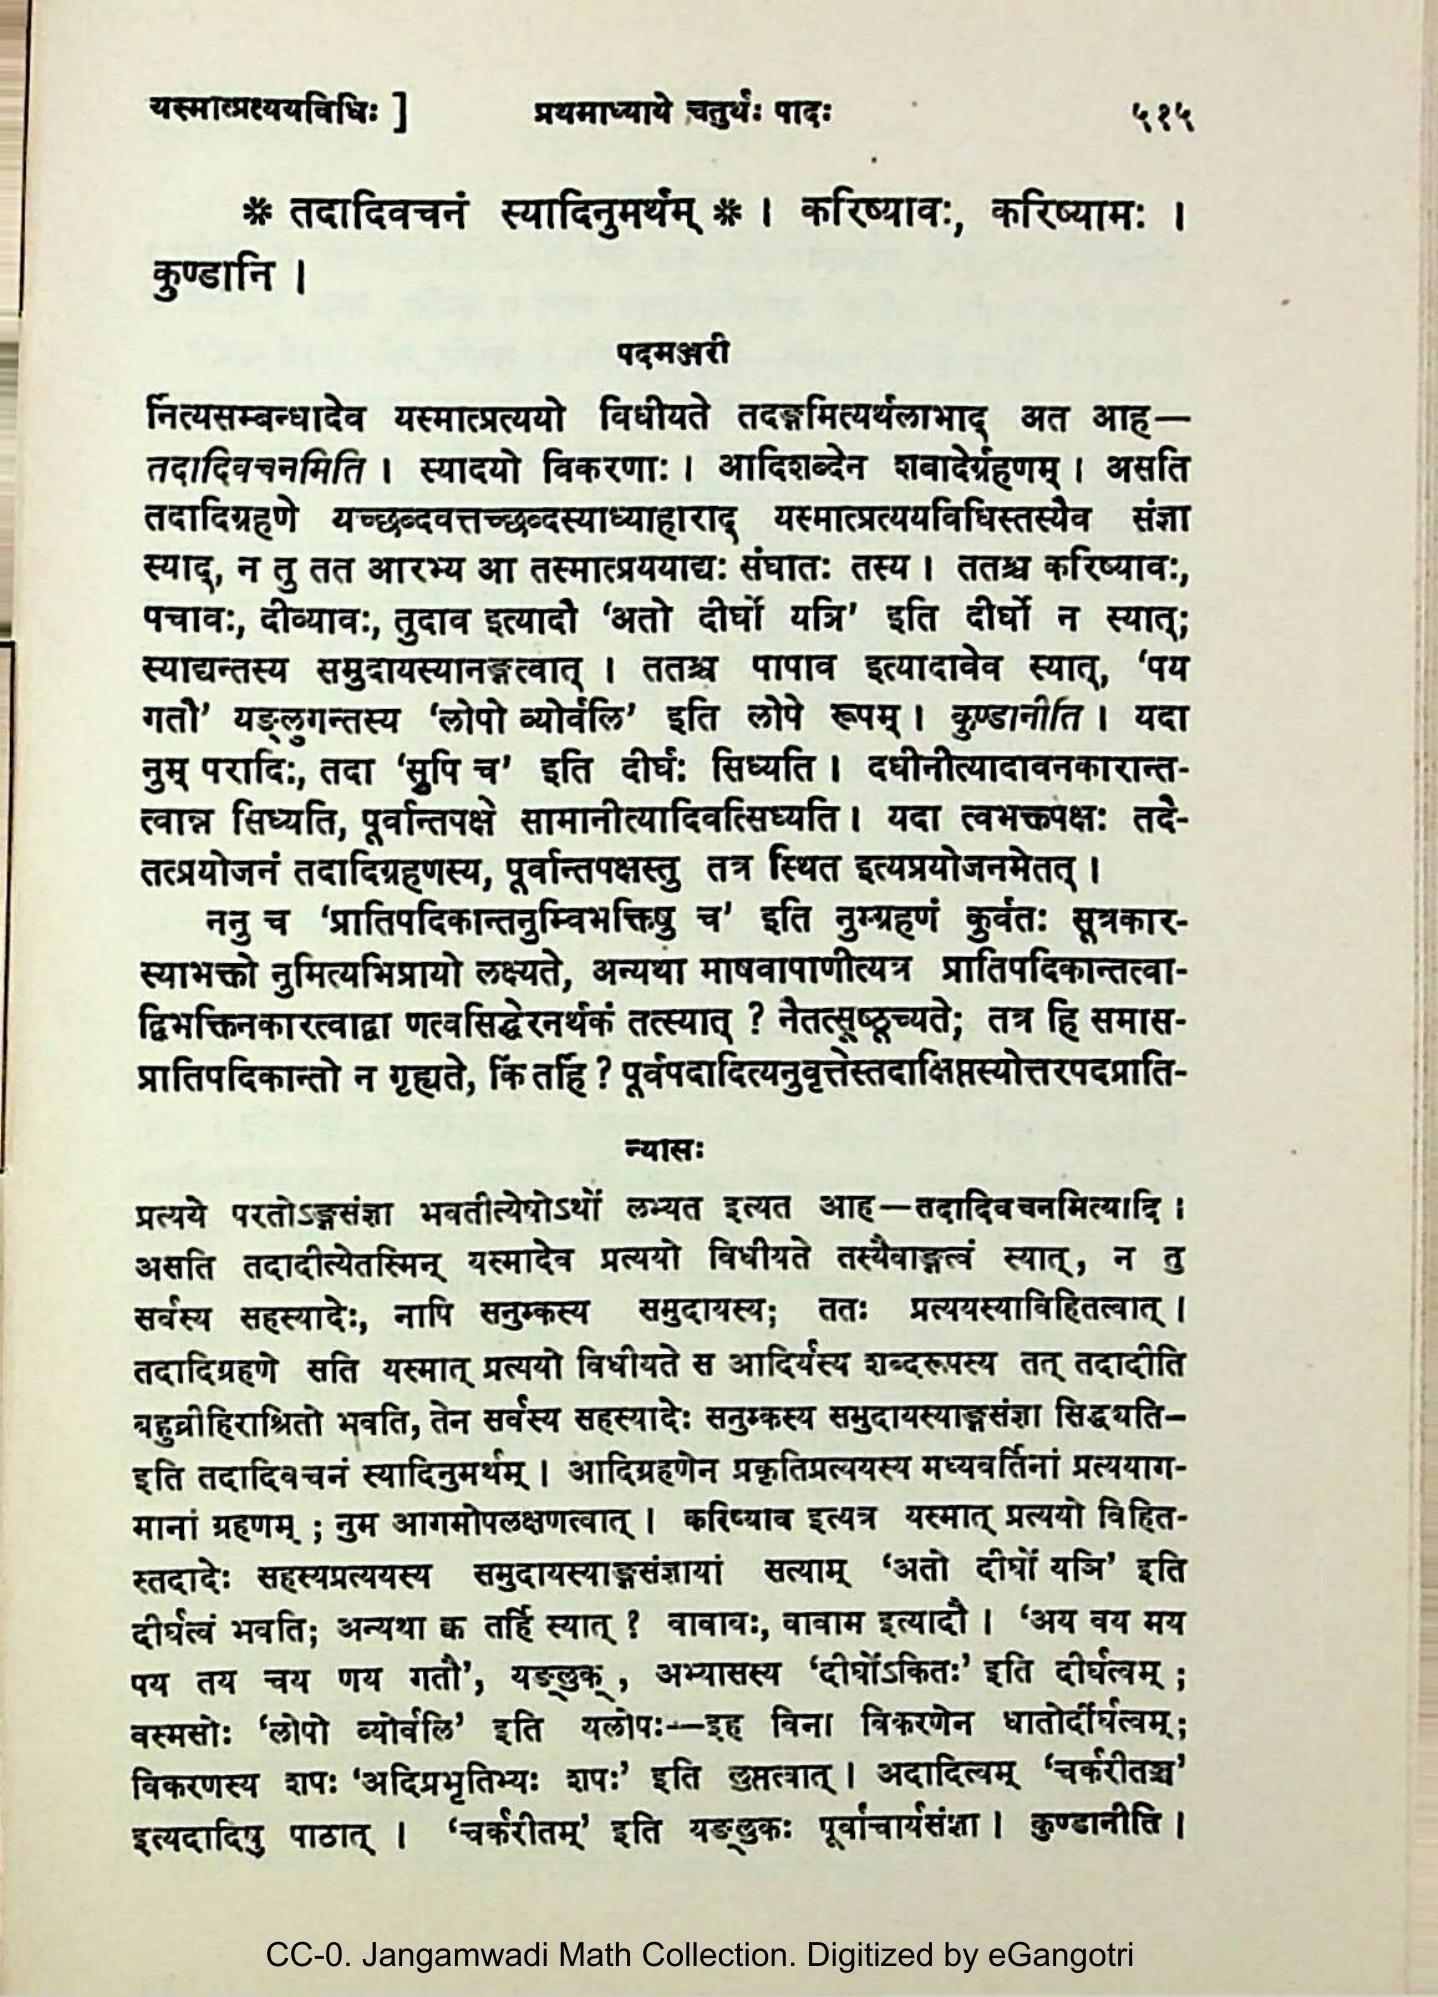 यस्मात्प्रत्ययविधिः ] प्रथमाध्याये चतुर्थः पादः ५१५
* तदादिवचनं स्यादिनुमर्थम् * । करिष्यावः, करिष्यामः ।
कुण्डानि ।
पदमञ्जरी
र्नित्यसम्बन्धादेव यस्मात्प्रत्ययो विधीयते तदङ्गमित्यर्थलाभाद् अत आह—
तदादिवचनमिति । स्यादयो विकरणाः । आदिशब्देन शबादेर्ग्रहणम् । असति
तदादिग्रहणे यच्छब्दवत्तच्छब्दस्याध्याहाराद् यस्मात्प्रत्ययविधिस्तस्यैव संज्ञा
स्याद्, न तु तत आरभ्य आ तस्मात्प्रययाद्यः संघातः तस्य । ततश्च करिष्यावः,
पचावः, दीव्यावः, तुदाव इत्यादौ ‘अतो दीर्घो यञि’ इति दीर्घो न स्यात्;
स्याद्यन्तस्य समुदायस्यानङ्गत्वात् । ततश्च पापाव इत्यादावेव स्यात्, ‘पय
गतौ’ यङ्लुगन्तस्य ‘लोपो व्योर्वलि’ इति लोपे रूपम् । कुण्डानीति । यदा
नुम् परादिः, तदा ‘सुपि च’ इति दीर्घः सिध्यति । दधीनीत्यादावनकारान्त-
त्वान्न सिध्यति, पूर्वान्तपक्षे सामानीत्यादिवत्सिध्यति । यदा त्वभक्तपक्षः तदै-
तत्प्रयोजनं तदादिग्रहणस्य, पूर्वान्तपक्षस्तु तत्र स्थित इत्यप्रयोजनमेतत् ।
ननु च ‘प्रातिपदिकान्तनुम्विभक्तिषु च’ इति नुम्ग्रहणं कुर्वतः सूत्रकार-
स्याभक्तो नुमित्यभिप्रायो लक्ष्यते, अन्यथा माषवापाणीत्यत्र प्रातिपदिकान्तत्वा-
द्विभक्तिनकारत्वाद्वा णत्वसिद्धेरनर्थकं तत्स्यात् ? नैतत्सूष्ठूच्यते; तत्र हि समास-
प्रातिपदिकान्तो न गृह्यते, किं तर्हि ? पूर्वपदादित्यनुवृत्तेस्तदाक्षिप्तस्योत्तरपदप्राति-
न्यासः
प्रत्यये परतोऽङ्गसंज्ञा भवतीत्येषोऽर्थो लभ्यत इत्यत आह—तदादिवचनमित्यादि ।
असति तदादीत्येतस्मिन् यस्मादेव प्रत्ययो विधीयते तस्यैवाङ्गत्वं स्यात्, न तु
सर्वस्य सहस्यादेः, नापि सनुम्कस्य समुदायस्य; ततः प्रत्ययस्याविहितत्वात् ।
तदादिग्रहणे सति यस्मात् प्रत्ययो विधीयते स आदिर्यस्य शब्दरूपस्य तत् तदादीति
बहुव्रीहिराश्रितो भवति, तेन सर्वस्य सहस्यादेः सनुम्कस्य समुदायस्याङ्गसंज्ञा सिद्धयति–
इति तदादिवचनं स्यादिनुमर्थम् । आदिग्रहणेन प्रकृतिप्रत्ययस्य मध्यवर्तिनां प्रत्ययाग-
मानां ग्रहणम् ; नुम आगमोपलक्षणत्वात् । करिष्याव इत्यत्र यस्मात् प्रत्ययो विहित-
स्तदादेः सहस्यप्रत्ययस्य समुदायस्याङ्गसंज्ञायां सत्याम् ‘अतो दीर्घो यञि’ इति
दीर्घत्वं भवति; अन्यथा क्व तर्हि स्यात् ? वावावः, वावाम इत्यादौ । ‘अय वय मय
पय तय चय णय गतौ’, यङ्लुक् , अभ्यासस्य ‘दीर्घोऽकितः’ इति दीर्घत्वम् ;
वस्मसोः ‘लोपो व्योर्वलि’ इति यलोपः—इह विना विकरणेन धातोर्दीर्घत्वम् ;
विकरणस्य शपः ‘अदिप्रभृतिभ्यः शपः’ इति लुप्तत्वात् । अदादित्वम् ‘चर्करीतञ्च’
इत्यदादिषु पाठात् । ‘चर्करीतम्’ इति यङ्लुकः पूर्वाचार्यसंज्ञा । कुण्डानीति ।
CC-0. Jangamwadi Math Collection. Digitized by eGangotri